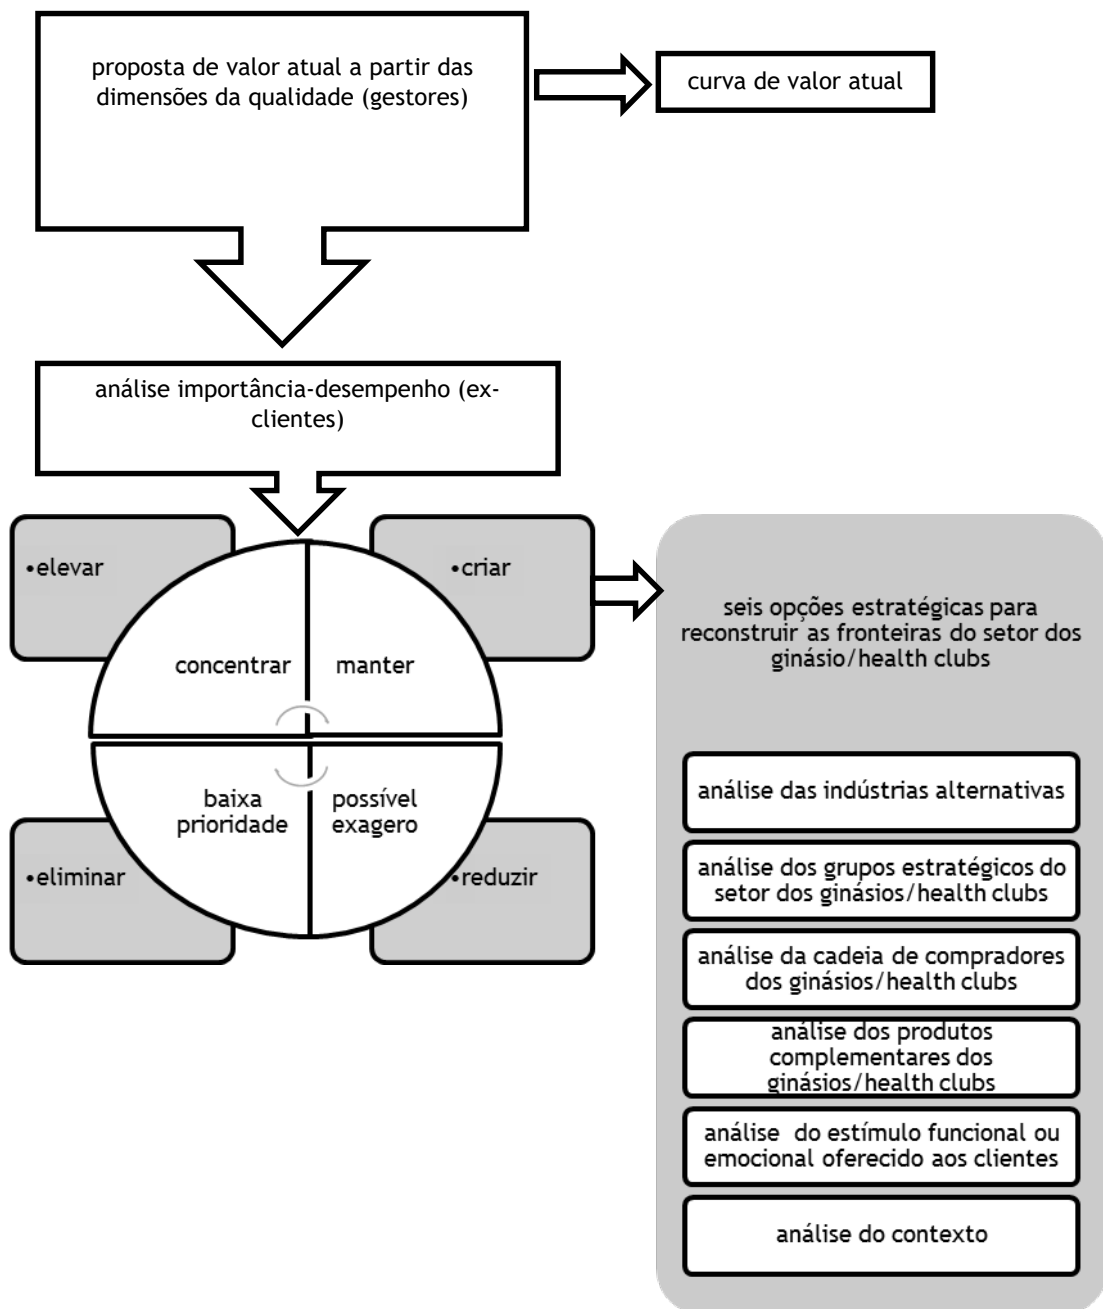 proposta de valor atual a partir das
dimensões da qualidade (gestores)
curva de valor atual
análise importância-desempenho (ex-
clientes)
•elevar
•criar
concentrar
manter
baixa
prioridade
possível
exagero
•eliminar
•reduzir
seis opções estratégicas para
reconstruir as fronteiras do setor dos
ginásio/health clubs
análise das indústrias alternativas
análise dos grupos estratégicos do
setor dos ginásios/health clubs
análise da cadeia de compradores
dos ginásios/health clubs
análise dos produtos
complementares dos
ginásios/health clubs
análise do estímulo funcional ou
emocional oferecido aos clientes
análise do contexto